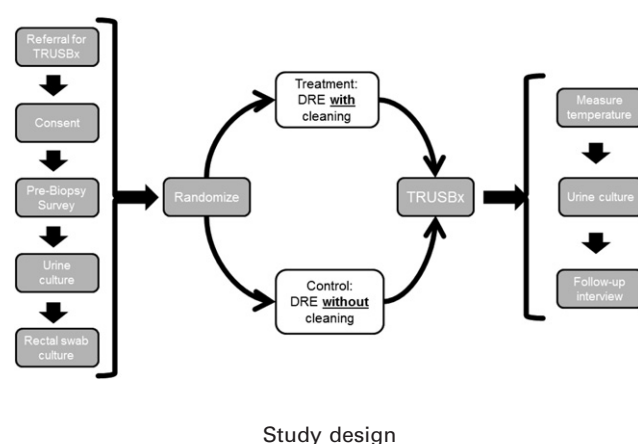 Referral for
TRUSBx
Consent
Pre-Biopsy
Survey
Urine
culture
Rectal swab
culture
Randomize
Treatment:
DRE with
cleaning
Control:
DRE without
cleaning
TRUSBx
Measure
temperature
Urine culture
Follow-up
interview
Study design